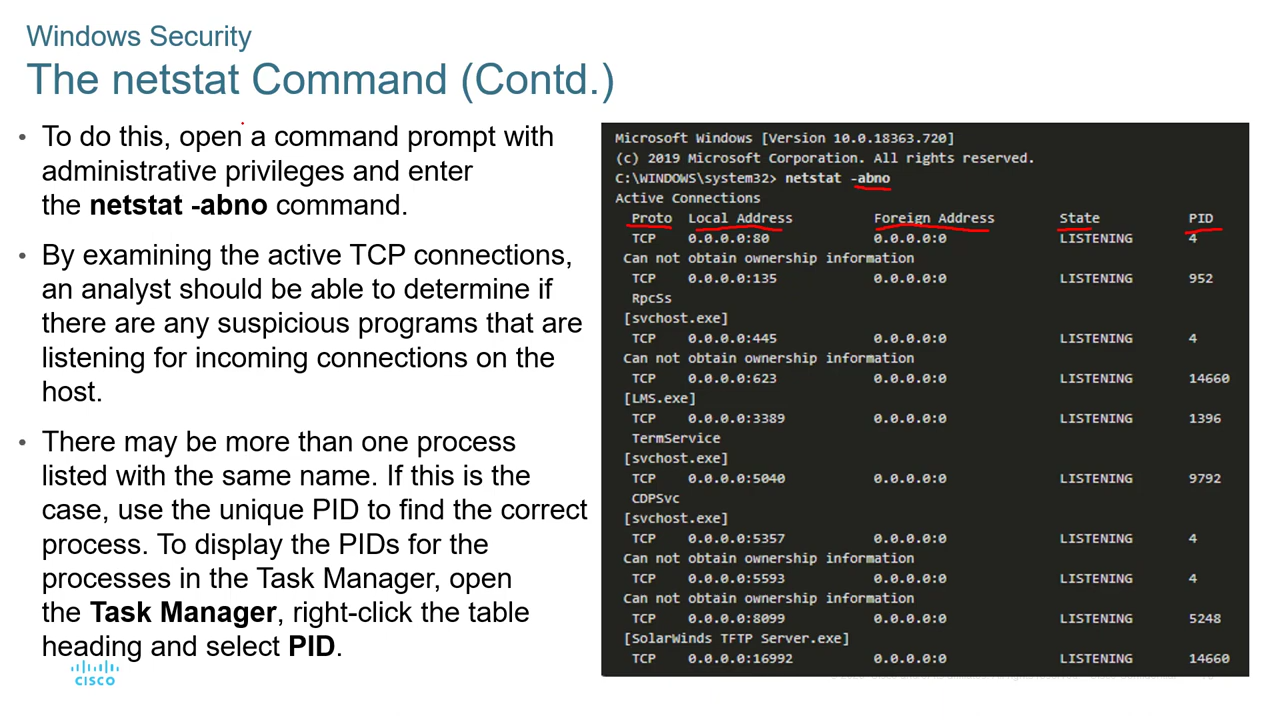 Windows Security
The netstat Command (Contd.)
• To do this, open a command prompt with
administrative privileges and enter
the netstat -abno command.
• By examining the active TCP connections,
an analyst should be able to determine if
there are any suspicious programs that are
listening for incoming connections on the
host.
• There may be more than one process
listed with the same name. If this is the
case, use the unique PID to find the correct
process. To display the PIDs for the
processes in the Task Manager, open
the Task Manager, right-click the table
heading and select PID.
CISCO
Microsoft Windows [Version 10.0.18363.720]
(c) 2019 Microsoft Corporation. All rights reserved.
C:\WINDOWS\system32> netstat -abno
Active Connections
Proto Local Address Foreign Address State PID
TCP 0.0.0.0:80 0.0.0.0:0 LISTENING 4
Can not obtain ownership information
TCP 0.0.0.0:135 0.0.0.0:0 LISTENING 952
RpcSs
[svchost.exe]
TCP 0.0.0.0:445 0.0.0.0:0 LISTENING 4
Can not obtain ownership information
TCP 0.0.0.0:623 0.0.0.0:0 LISTENING 14660
[LMS.exe]
TCP 0.0.0.0:3389 0.0.0.0:0 LISTENING 1396
TermService
[svchost.exe]
TCP 0.0.0.0:5040 0.0.0.0:0 LISTENING 9792
CDPSvc
[svchost.exe]
TCP 0.0.0.0:5357 0.0.0.0:0 LISTENING 4
Can not obtain ownership information
TCP 0.0.0.0:5593 0.0.0.0:0 LISTENING 4
Can not obtain ownership information
TCP 0.0.0.0:8099 0.0.0.0:0 LISTENING 5248
[SolarWinds TFTP Server.exe]
TCP 0.0.0.0:16992 0.0.0.0:0 LISTENING 14660